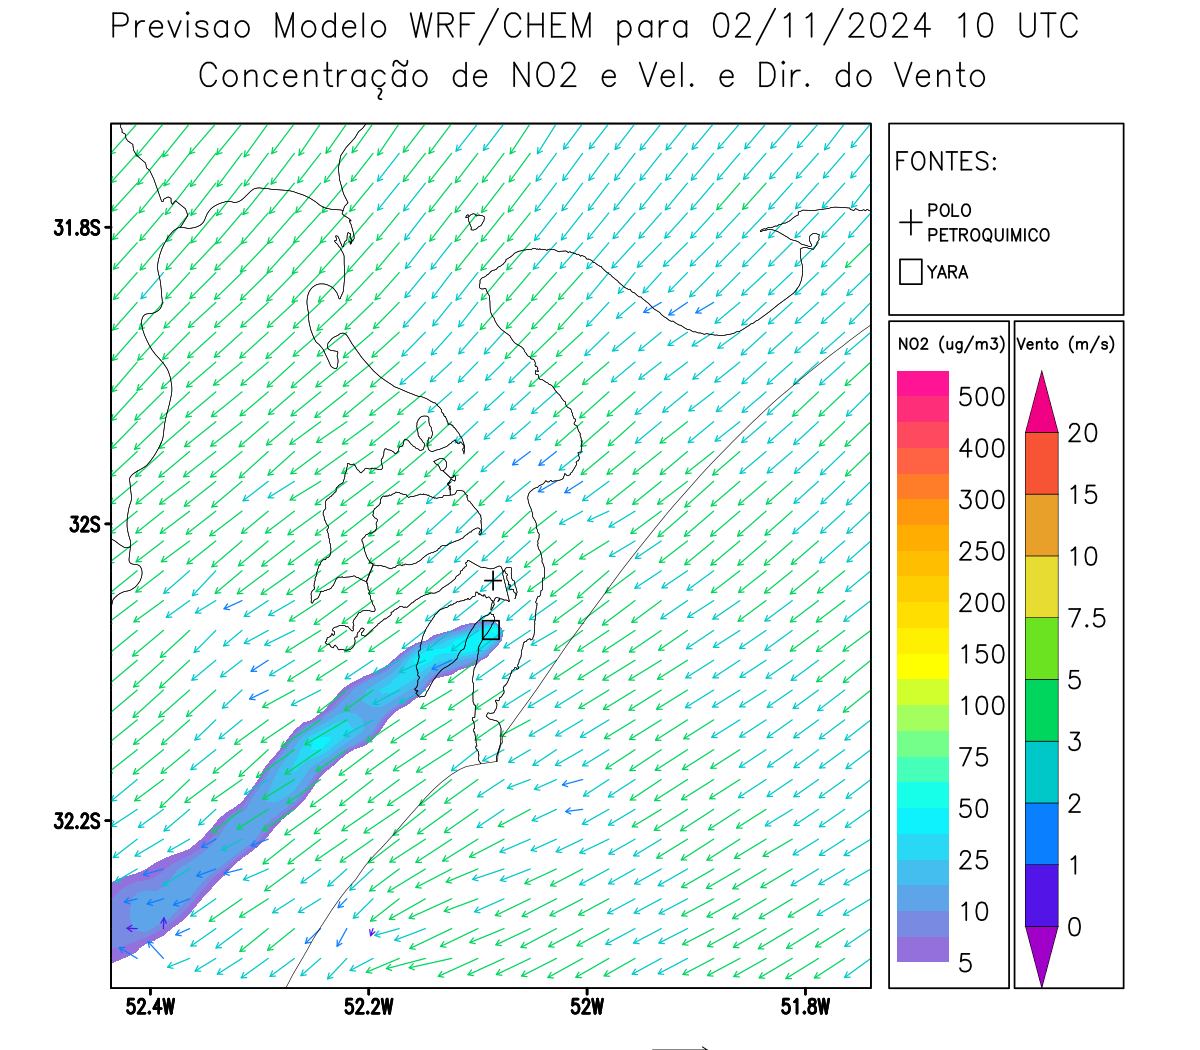 Previsao Modelo WRF/CHEM para 02/11/2024 10 UTC
Concentração de NO2 e Vel. e Dir. do Vento
FONTES:
POLO
PETROQUIMICO
YARA
NO2 (ug/m3)
500
400
300
250
200
150
100
75
50
25
10
5
Vento (m/s)
20
15
10
7.5
5
3
2
1
0
31.8S
32S
32.2S
52.4W
52.2W
52W
51.8W